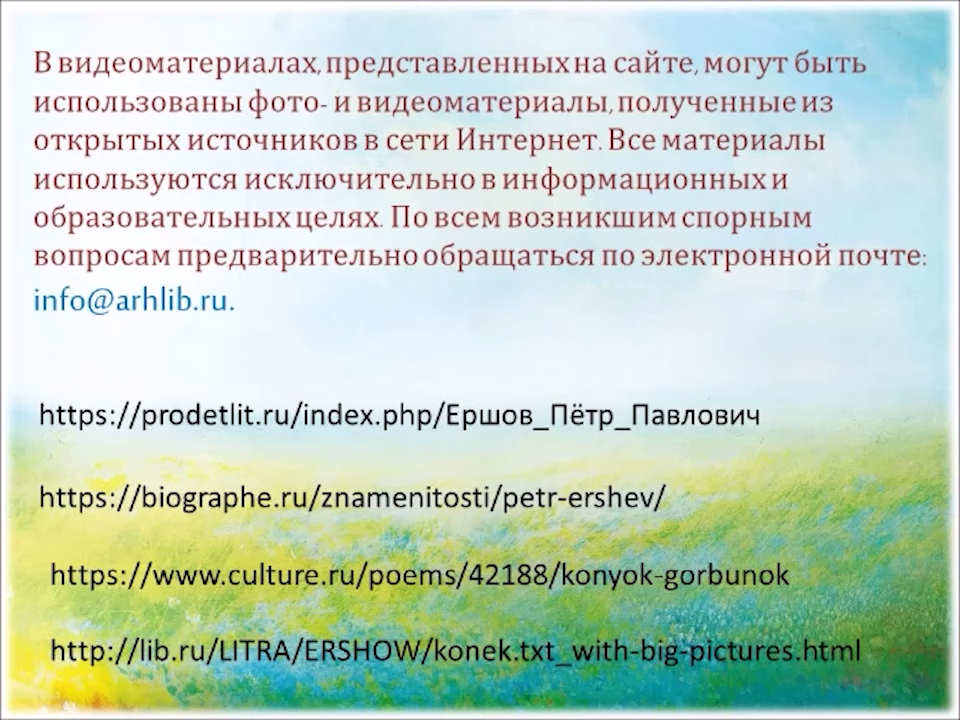 В видеоматериалах, представленных на сайте, могут быть
использованы фото- и видеоматериалы, полученные из
открытых источников в сети Интернет. Все материалы
используются исключительно в информационных и
образовательных целях. По всем возникшим спорным
вопросам предварительно обращаться по электронной почте:
info@arhlib.ru.
https://prodetlit.ru/index.php/Ершов_Пётр_Павлович
https://biographe.ru/znamenitosti/petr-ershev/
https://www.culture.ru/poems/42188/konyok-gorbunok
http://lib.ru/LITRA/ERSHOW/konek.txt_with-big-pictures.html